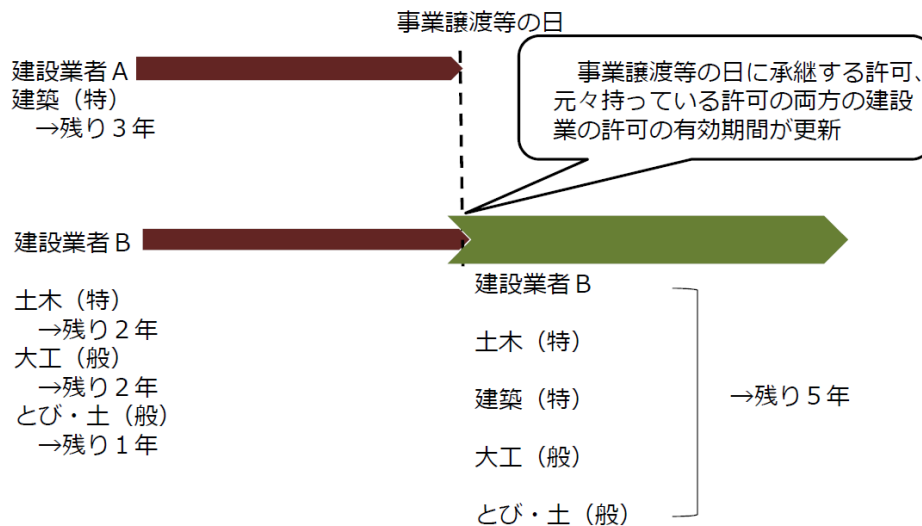 事業譲渡等の日
建設業者A
建築（特）
→残り３年
事業譲渡等の日に承継する許可、
元々持っている許可の両方の建設
業の許可の有効期間が更新
建設業者B
土木（特）
→残り２年
大工（般）
→残り２年
とび・土（般）
→残り１年
建設業者B
土木（特）
建築（特）
大工（般）
とび・土（般）
→残り５年